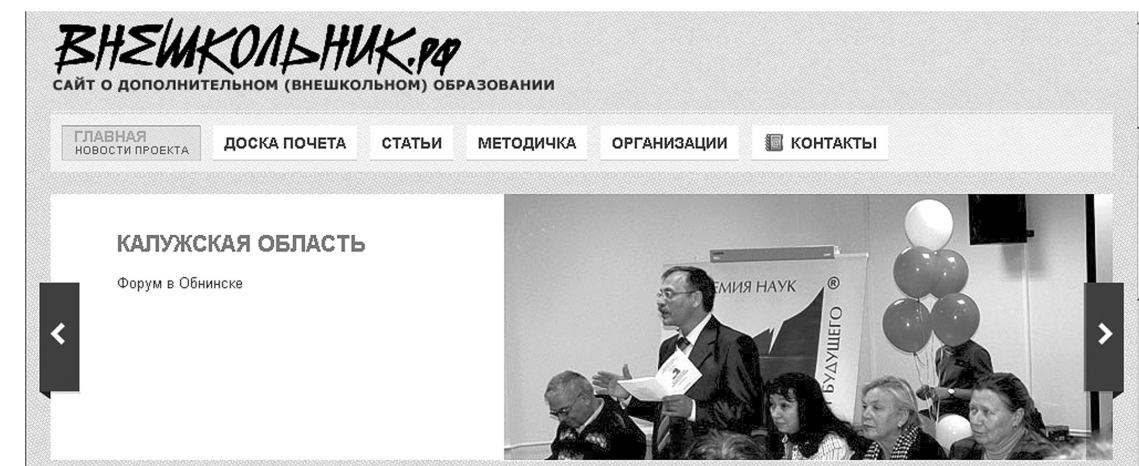 ВНЕШКОЛЬНИК.РФ
САЙТ О ДОПОЛНИТЕЛЬНОМ (ВНЕШКОЛЬНОМ) ОБРАЗОВАНИИ
ГЛАВНАЯ
НОВОСТИ ПРОЕКТА
ДОСКА ПОЧЕТА
СТАТЬИ
МЕТОДИЧКА
ОРГАНИЗАЦИИ
КОНТАКТЫ
КАЛУЖСКАЯ ОБЛАСТЬ
Форум в Обнинске
ЕМИЯ НАУК ®
БУДУЩЕГО